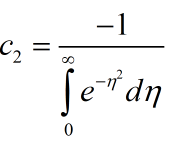 c₂ = −1 / ∫₀^∞ e^(−η²) dη